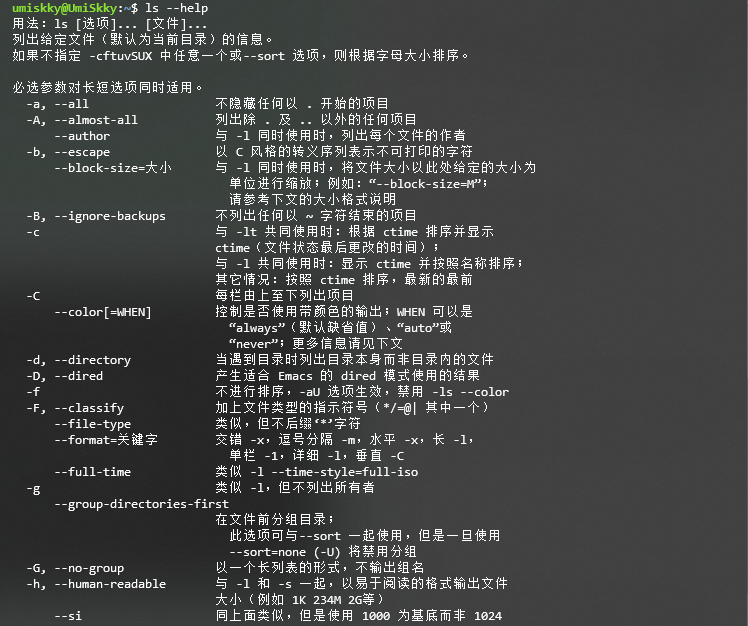 umiskky@UmiSkky:~$ ls --help
用法：ls [选项]... [文件]...
列出给定文件（默认为当前目录）的信息。
如果不指定 -cftuvSUX 中任意一个或--sort 选项，则根据字母大小排序。
必选参数对长短选项同时适用。
-a, --all 不隐藏任何以 . 开始的项目
-A, --almost-all 列出除 . 及 .. 以外的任何项目
--author 与 -l 同时使用时，列出每个文件的作者
-b, --escape 以 C 风格的转义序列表示不可打印的字符
--block-size=大小 与 -l 同时使用时，将文件大小以此处给定的大小为
单位进行缩放；例如：“--block-size=M”；
请参考下文的大小格式说明
-B, --ignore-backups 不列出任何以 ~ 字符结束的项目
-c 与 -lt 共同使用时：根据 ctime 排序并显示
ctime（文件状态最后更改的时间）；
与 -l 共同使用时：显示 ctime 并按照名称排序；
其它情况：按照 ctime 排序，最新的最前
-C 每栏由上至下列出项目
--color[=WHEN] 控制是否使用带颜色的输出；WHEN 可以是
“always”（默认缺省值）、“auto”或
“never”；更多信息请见下文
-d, --directory 当遇到目录时列出目录本身而非目录内的文件
-D, --dired 产生适合 Emacs 的 dired 模式使用的结果
-f 不进行排序，-aU 选项生效，禁用 -ls --color
-F, --classify 加上文件类型的指示符号（*/=@| 其中一个）
--file-type 类似，但不后缀‘*’字符
--format=关键字 交错 -x，逗号分隔 -m，水平 -x，长 -l，
单栏 -1，详细 -l，垂直 -C
--full-time 类似 -l --time-style=full-iso
-g 类似 -l，但不列出所有者
--group-directories-first
在文件前分组目录；
此选项可与--sort 一起使用，但是一旦使用
--sort=none (-U) 将禁用分组
-G, --no-group 以一个长列表的形式，不输出组名
-h, --human-readable 与 -l 和 -s 一起，以易于阅读的格式输出文件
大小（例如 1K 234M 2G等）
--si 同上面类似，但是使用 1000 为基底而非 1024